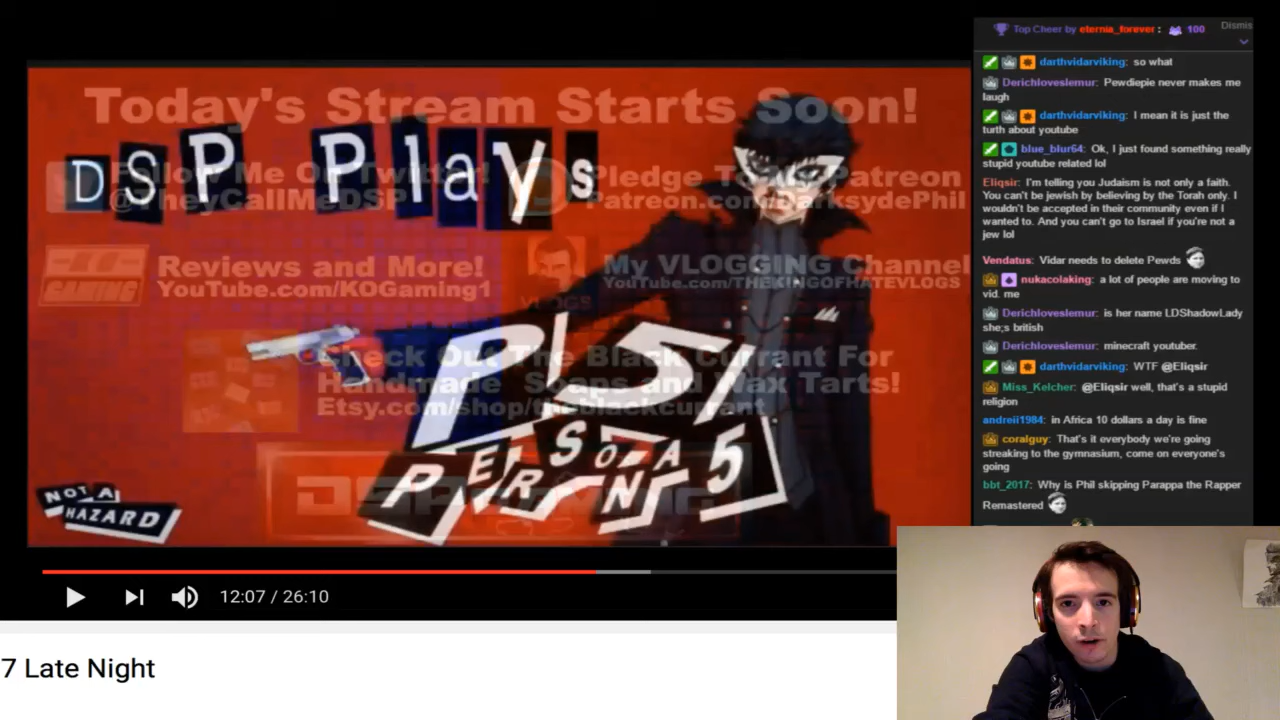 Today's Stream Starts Soon!
DSP Plays
Follow Me On Twitter!
@TheyCallMeDSP
Pledge To My Patreon
Patreon.com/DarksydePhil
KO
GAMING
Reviews and More!
YouTube.com/KOGaming1
VLOGS
My VLOGGING Channel
YouTube.com/THEKINGOFHATEVLOGS
P5
Check Out The Black Currant For
Handmade Soaps and Wax Tarts!
Etsy.com/shop/theblackcurrant
PERSONA 5
NOT A
HAZARD
12:07 / 26:10
7 Late Night
Top Cheer by eternia_forever: 100
Dismis
darthvidarviking: so what
Derichloveslemur: Pewdiepie never makes me
laugh
darthvidarviking: I mean it is just the
turth about youtube
blue_blur64: Ok, I just found something really
stupid youtube related lol
Eliqsir: I'm telling you Judaism is not only a faith.
You can't be jewish by believing by the Torah only. I
wouldn't be accepted in their community even if I
wanted to. And you can't go to Israel if you're not a
jew lol
Vendatus: Vidar needs to delete Pewds
nukacolaking: a lot of people are moving to
vid. me
Derichloveslemur: is her name LDShadowLady
she;s british
Derichloveslemur: minecraft youtuber.
darthvidarviking: WTF @Eliqsir
Miss_Kelcher: @Eliqsir well, that's a stupid
religion
andreii1984: in Africa 10 dollars a day is fine
coralguy: That's it everybody we're going
streaking to the gymnasium, come on everyone's
going
bbt_2017: Why is Phil skipping Parappa the Rapper
Remastered